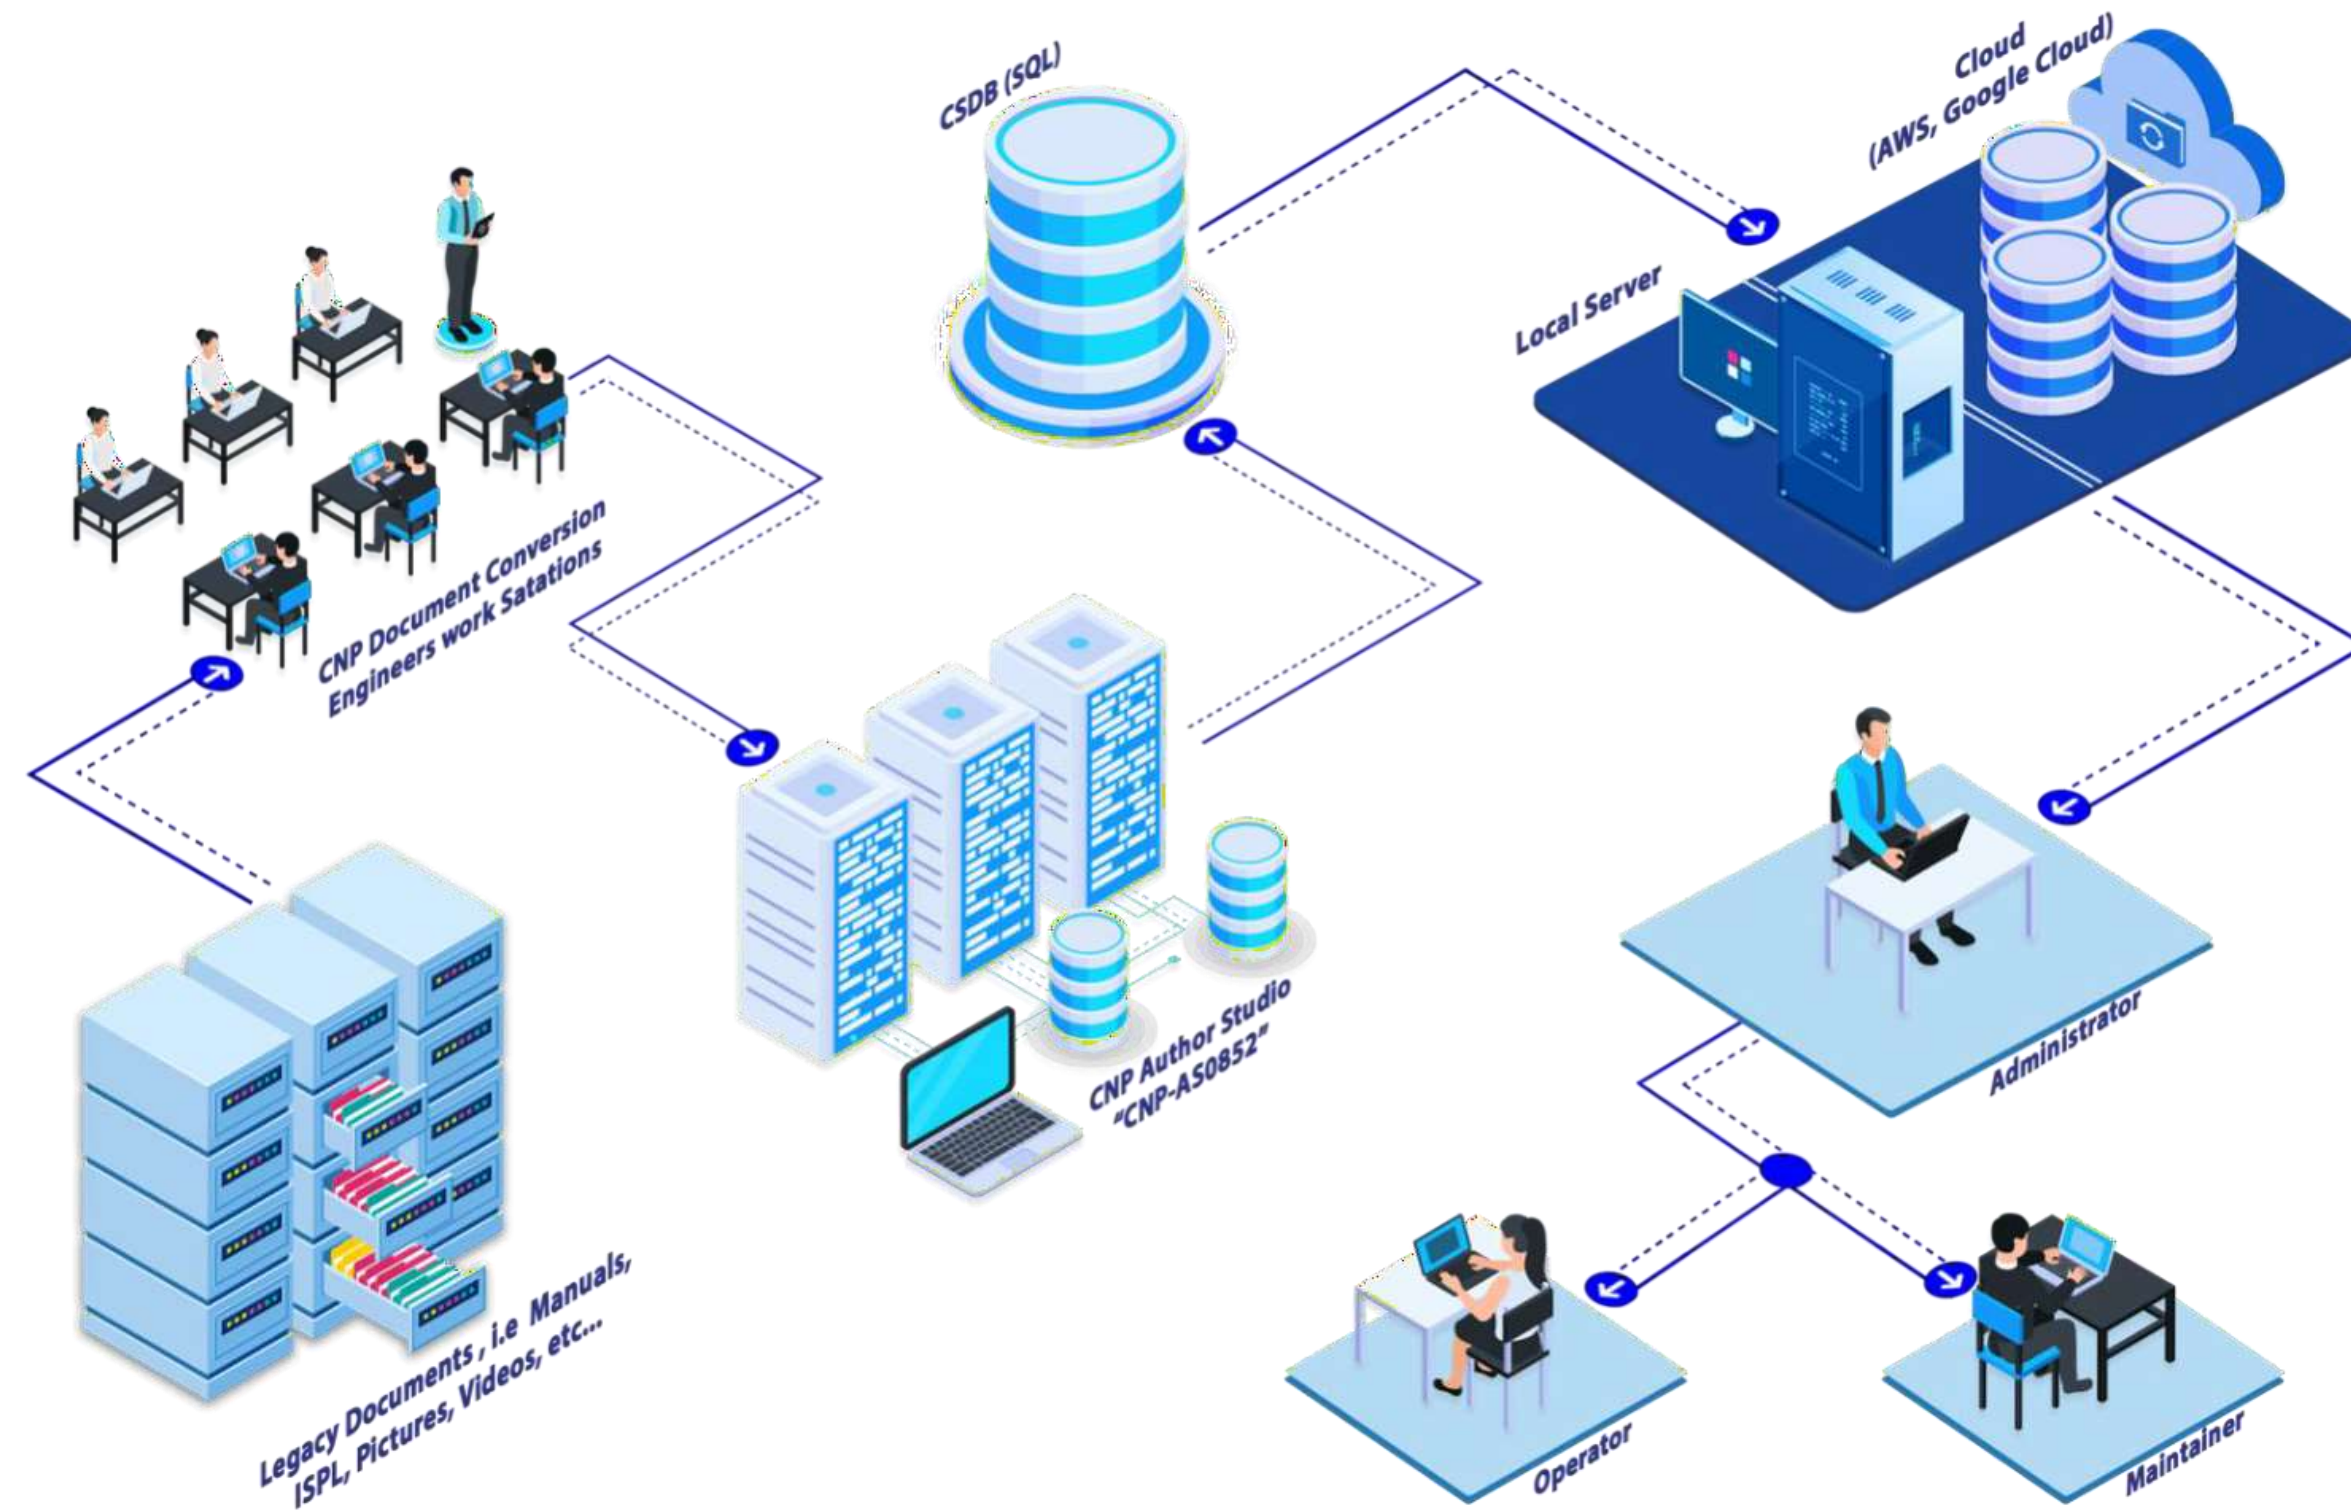 CSDB (SQL)
Cloud
(AWS, Google Cloud)
Local Server
CNP Document Conversion
Engineers work Satations
CNP Author Studio
"CNP-AS0852"
Administrator
Legacy Documents , i.e Manuals,
ISPL, Pictures, Videos, etc...
Operator
Maintainer